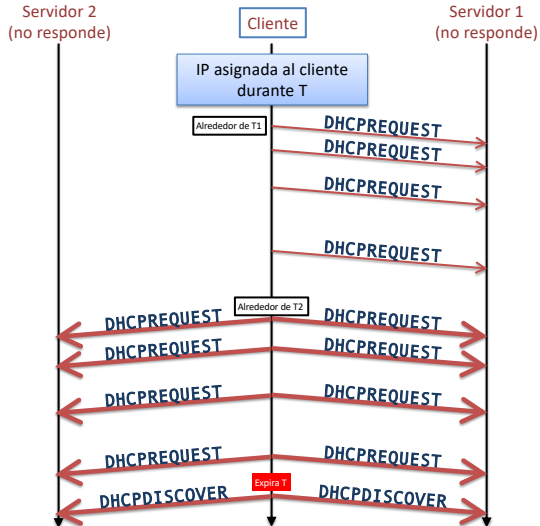 Servidor 2
(no responde)
Cliente
Servidor 1
(no responde)
IP asignada al cliente
durante T
Alrededor de T1
DHCPREQUEST
DHCPREQUEST
DHCPREQUEST
DHCPREQUEST
Alrededor de T2
DHCPREQUEST
DHCPREQUEST
DHCPREQUEST
DHCPREQUEST
DHCPREQUEST
DHCPREQUEST
DHCPREQUEST
DHCPREQUEST
Expira T
DHCPDISCOVER
DHCPDISCOVER